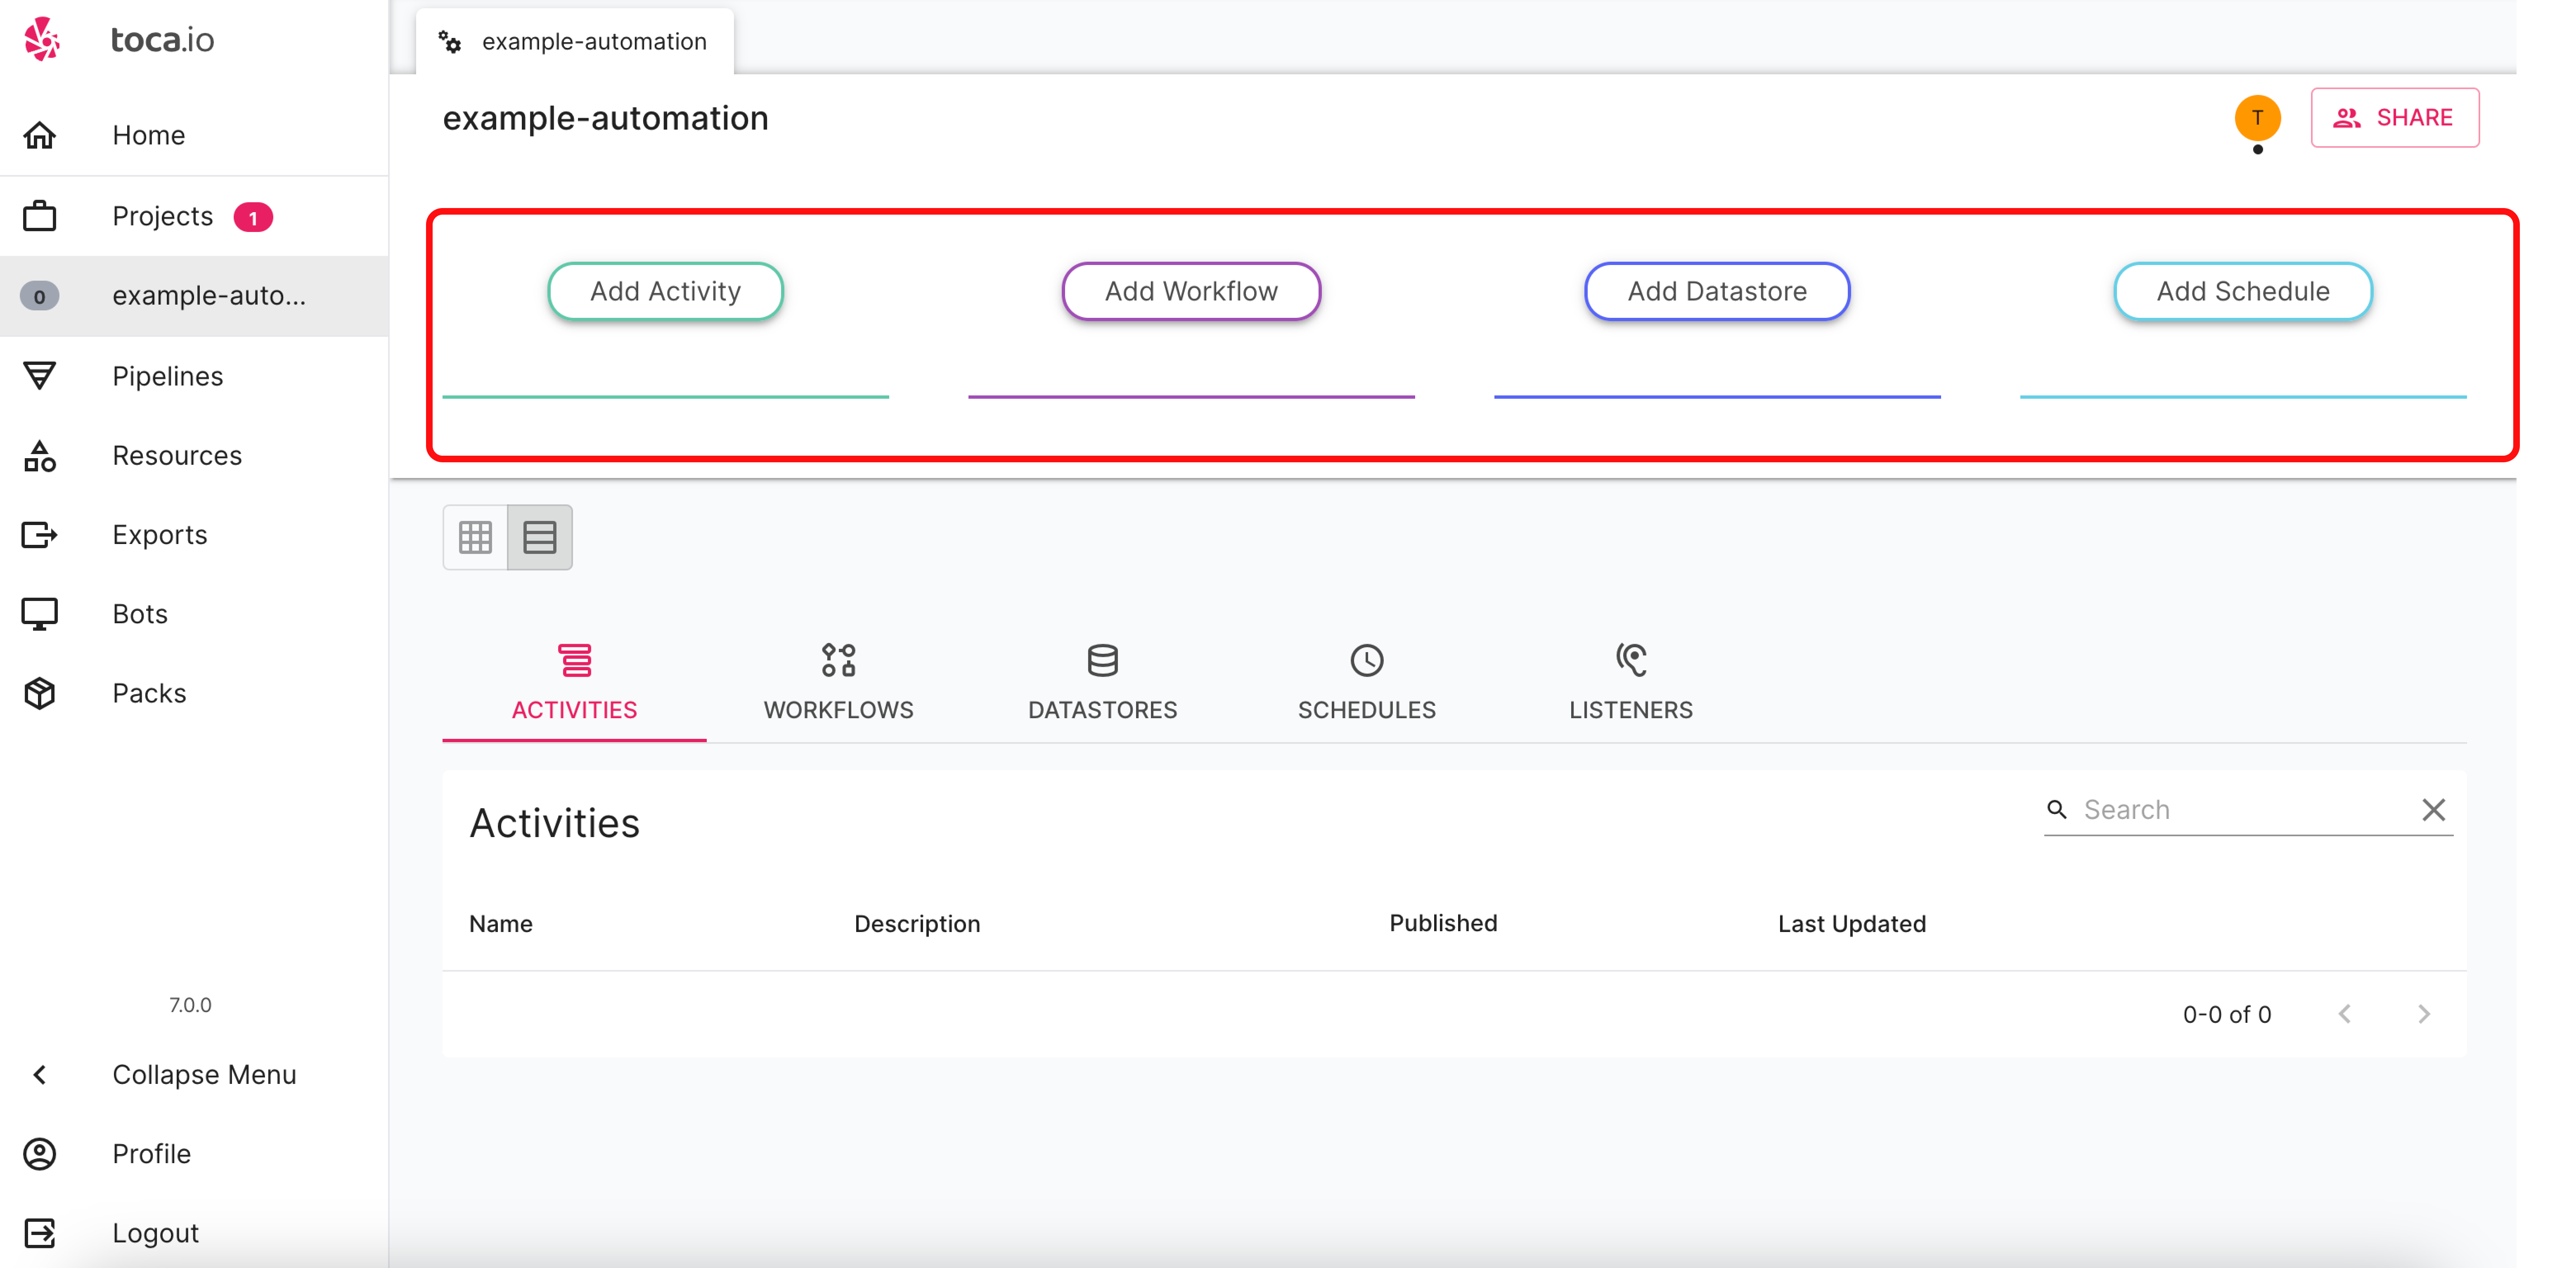 toca.io
Home
Projects 1
0 example-auto...
Pipelines
Resources
Exports
Bots
Packs
7.0.0
Collapse Menu
Profile
Logout
example-automation
example-automation
T SHARE
Add Activity Add Workflow Add Datastore Add Schedule
ACTIVITIES WORKFLOWS DATASTORES SCHEDULES LISTENERS
Activities
Search
Name Description Published Last Updated
0-0 of 0